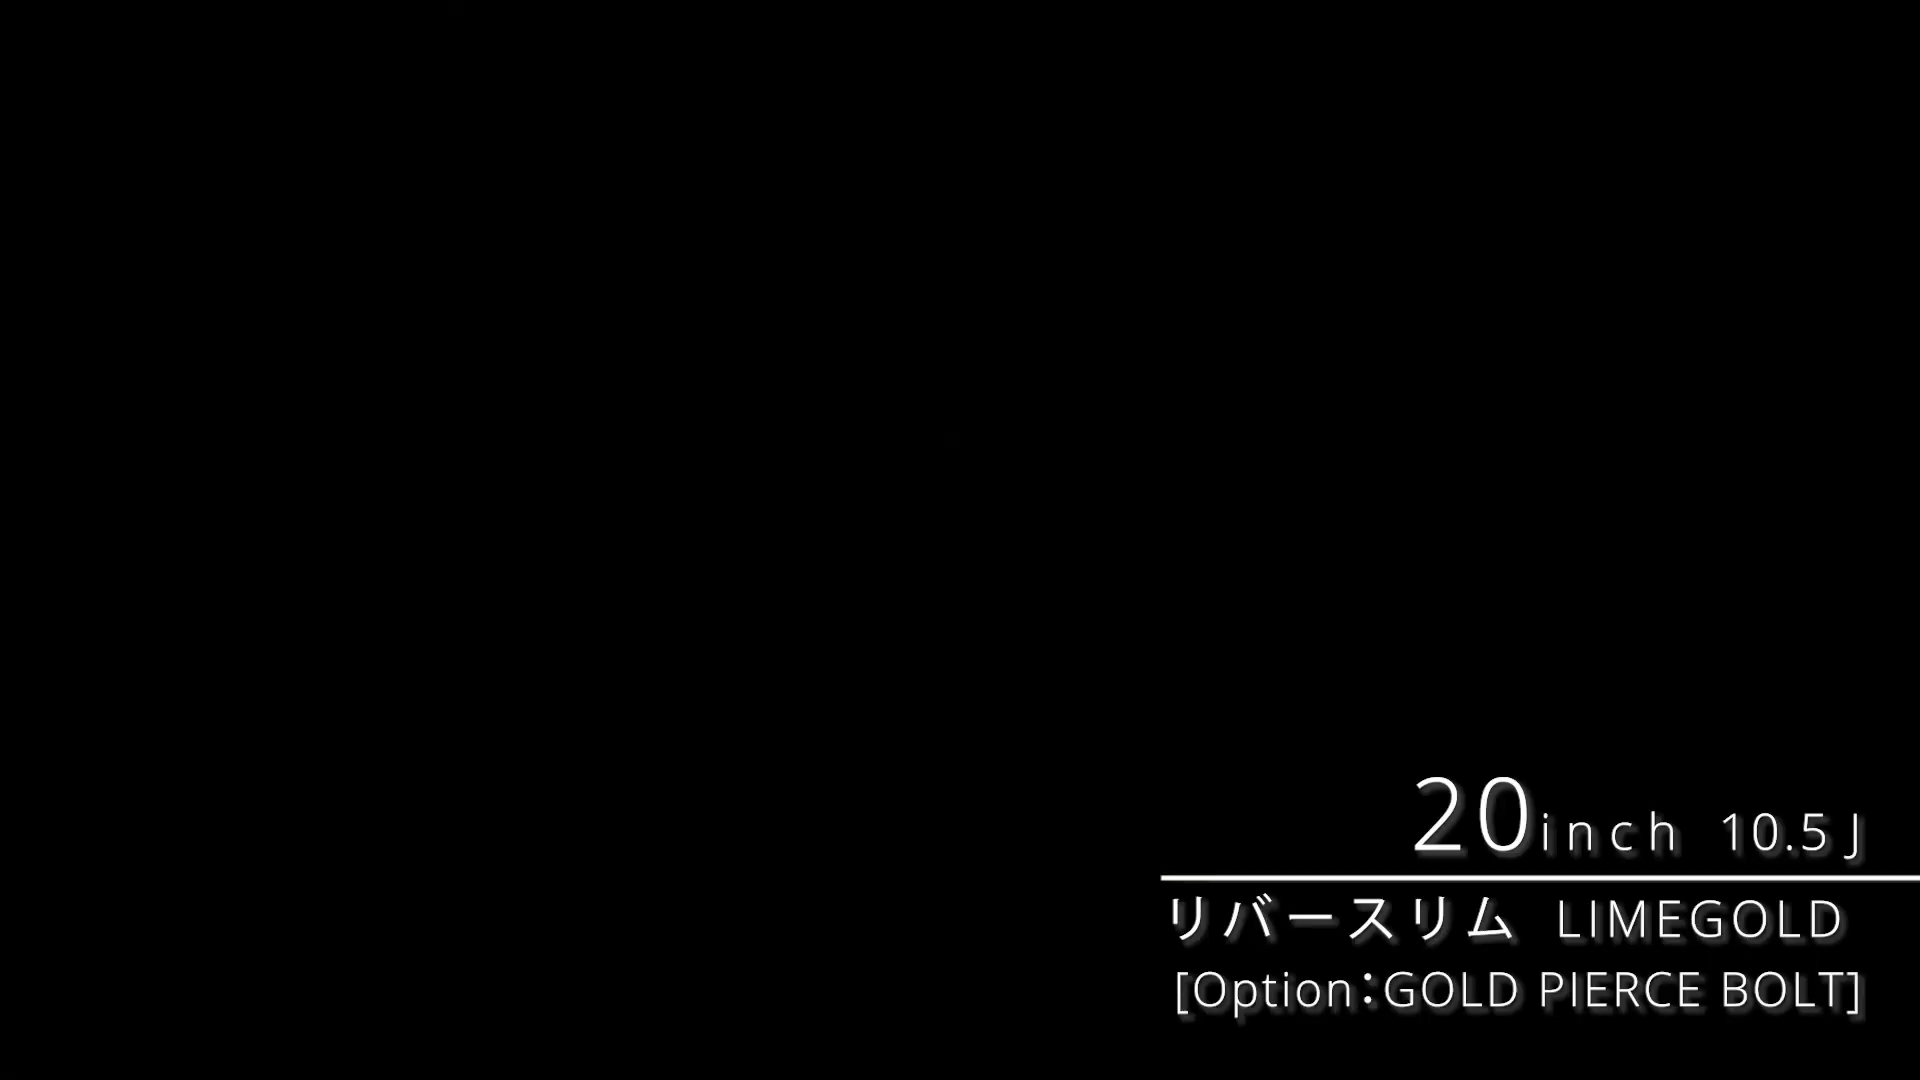 20inch 10.5J
リバースリム LIMEGOLD
[Option：GOLD PIERCE BOLT]